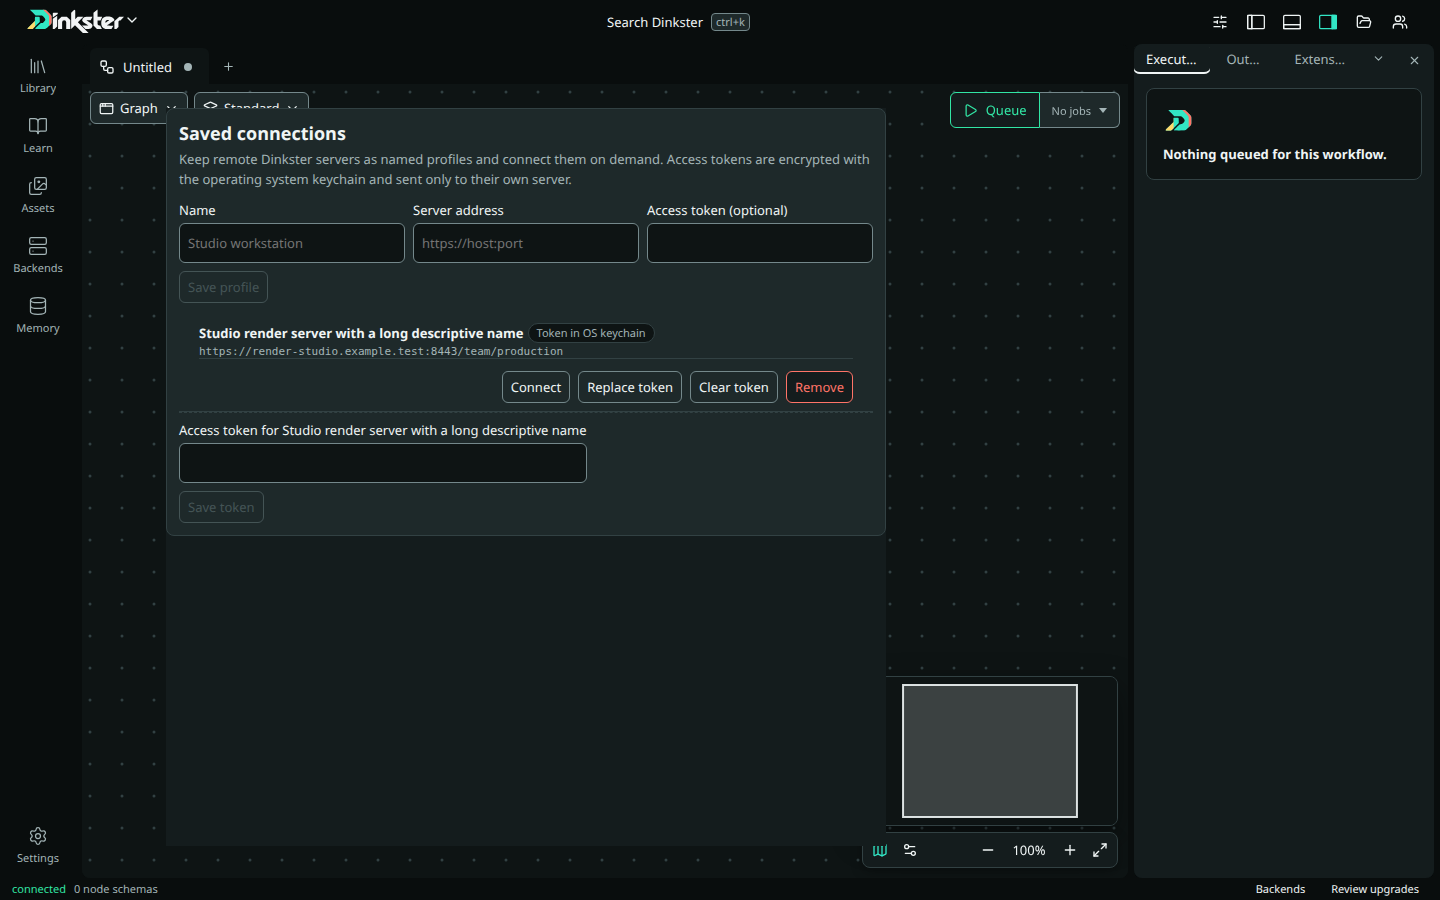 Dinkster
Search Dinkster ctrl+k
Library
Learn
Assets
Backends
Memory
Settings
Untitled
Graph
Standard
Queue
No jobs
Execut...
Out...
Extens...
Nothing queued for this workflow.
Saved connections
Keep remote Dinkster servers as named profiles and connect them on demand. Access tokens are encrypted with
the operating system keychain and sent only to their own server.
Name
Server address
Access token (optional)
Studio workstation
https://host:port
Save profile
Studio render server with a long descriptive name Token in OS keychain
https://render-studio.example.test:8443/team/production
Connect
Replace token
Clear token
Remove
Access token for Studio render server with a long descriptive name
Save token
100%
connected 0 node schemas
Backends
Review upgrades